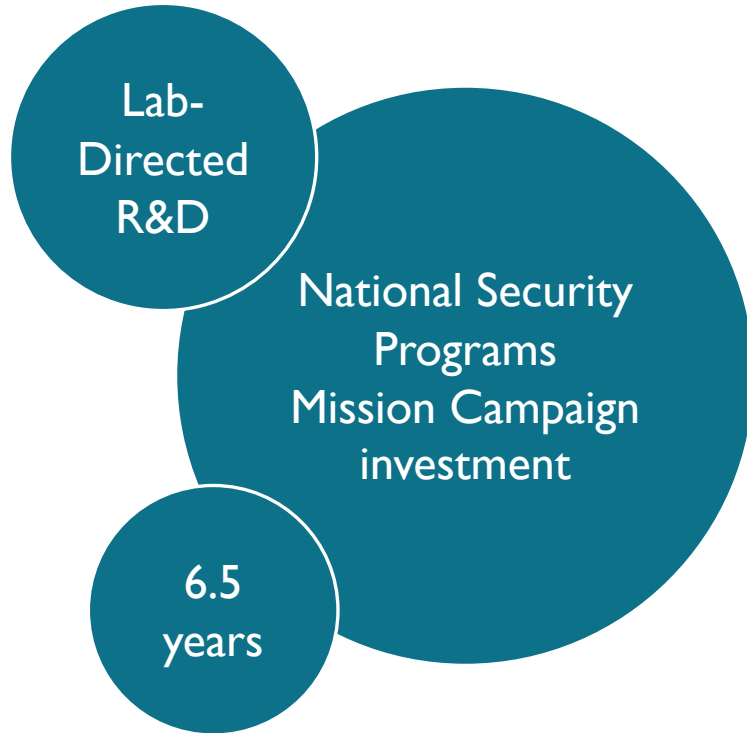 Lab-
Directed
R&D
National Security
Programs
Mission Campaign
investment
6.5
years